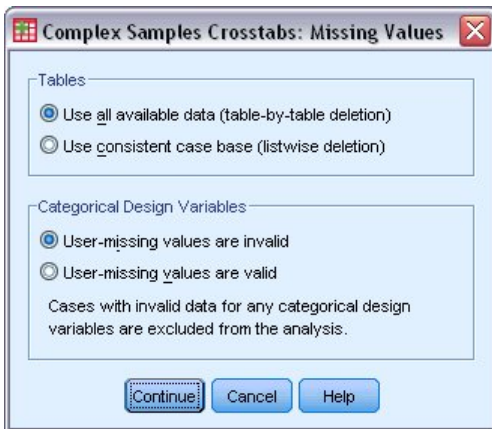 Complex Samples Crosstabs: Missing Values
Tables
Use all available data (table-by-table deletion)
Use consistent case base (listwise deletion)
Categorical Design Variables
User-missing values are invalid
User-missing values are valid
Cases with invalid data for any categorical design
variables are excluded from the analysis.
Continue Cancel Help